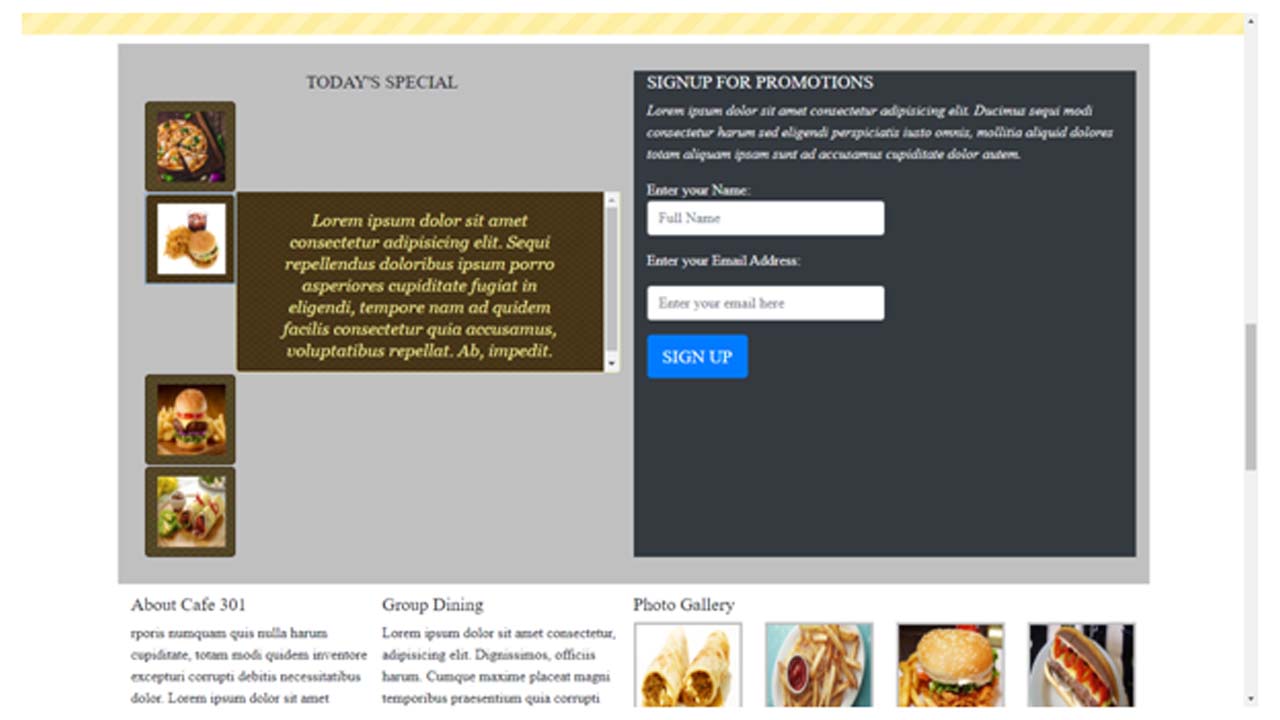 TODAY'S SPECIAL
Lorem ipsum dolor sit amet
consectetur adipisicing elit. Sequi
repellendus doloribus ipsum porro
asperiores cupiditate fugiat in
eligendi, tempore nam ad quidem
facilis consectetur quia accusamus,
voluptatibus repellat. Ab, impedit.
SIGNUP FOR PROMOTIONS
Lorem ipsum dolor sit amet consectetur adipisicing elit. Ducimus sequi modi
consectetur harum sed eligendi perspiciatis iusto omnis, mollitia aliquid dolores
totam aliquam ipsam sunt ad accusamus cupiditate dolor autem.
Enter your Name:
Full Name
Enter your Email Address:
Enter your email here
SIGN UP
About Cafe 301
rporis numquam quis nulla harum
cupiditate, totam modi quidem inventore
excepturi corrupti debitis necessitatibus
dolor. Lorem ipsum dolor sit amet
Group Dining
Lorem ipsum dolor sit amet consectetur,
adipisicing elit. Dignissimos, officiis
harum. Cumque maxime placeat magni
temporibus praesentium quia corrupti
Photo Gallery